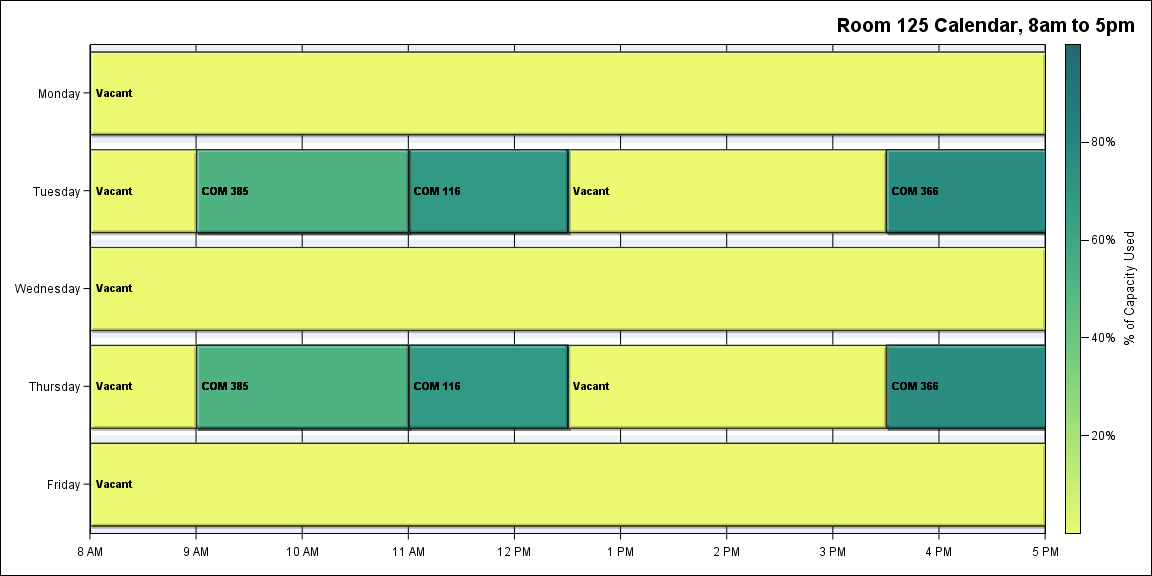 Room 125 Calendar, 8am to 5pm
Monday
Vacant
Tuesday
Vacant
COM 385
COM 116
Vacant
COM 366
Wednesday
Vacant
Thursday
Vacant
COM 385
COM 116
Vacant
COM 366
Friday
Vacant
8 AM
9 AM
10 AM
11 AM
12 PM
1 PM
2 PM
3 PM
4 PM
5 PM
80%
60%
40%
20%
% of Capacity Used